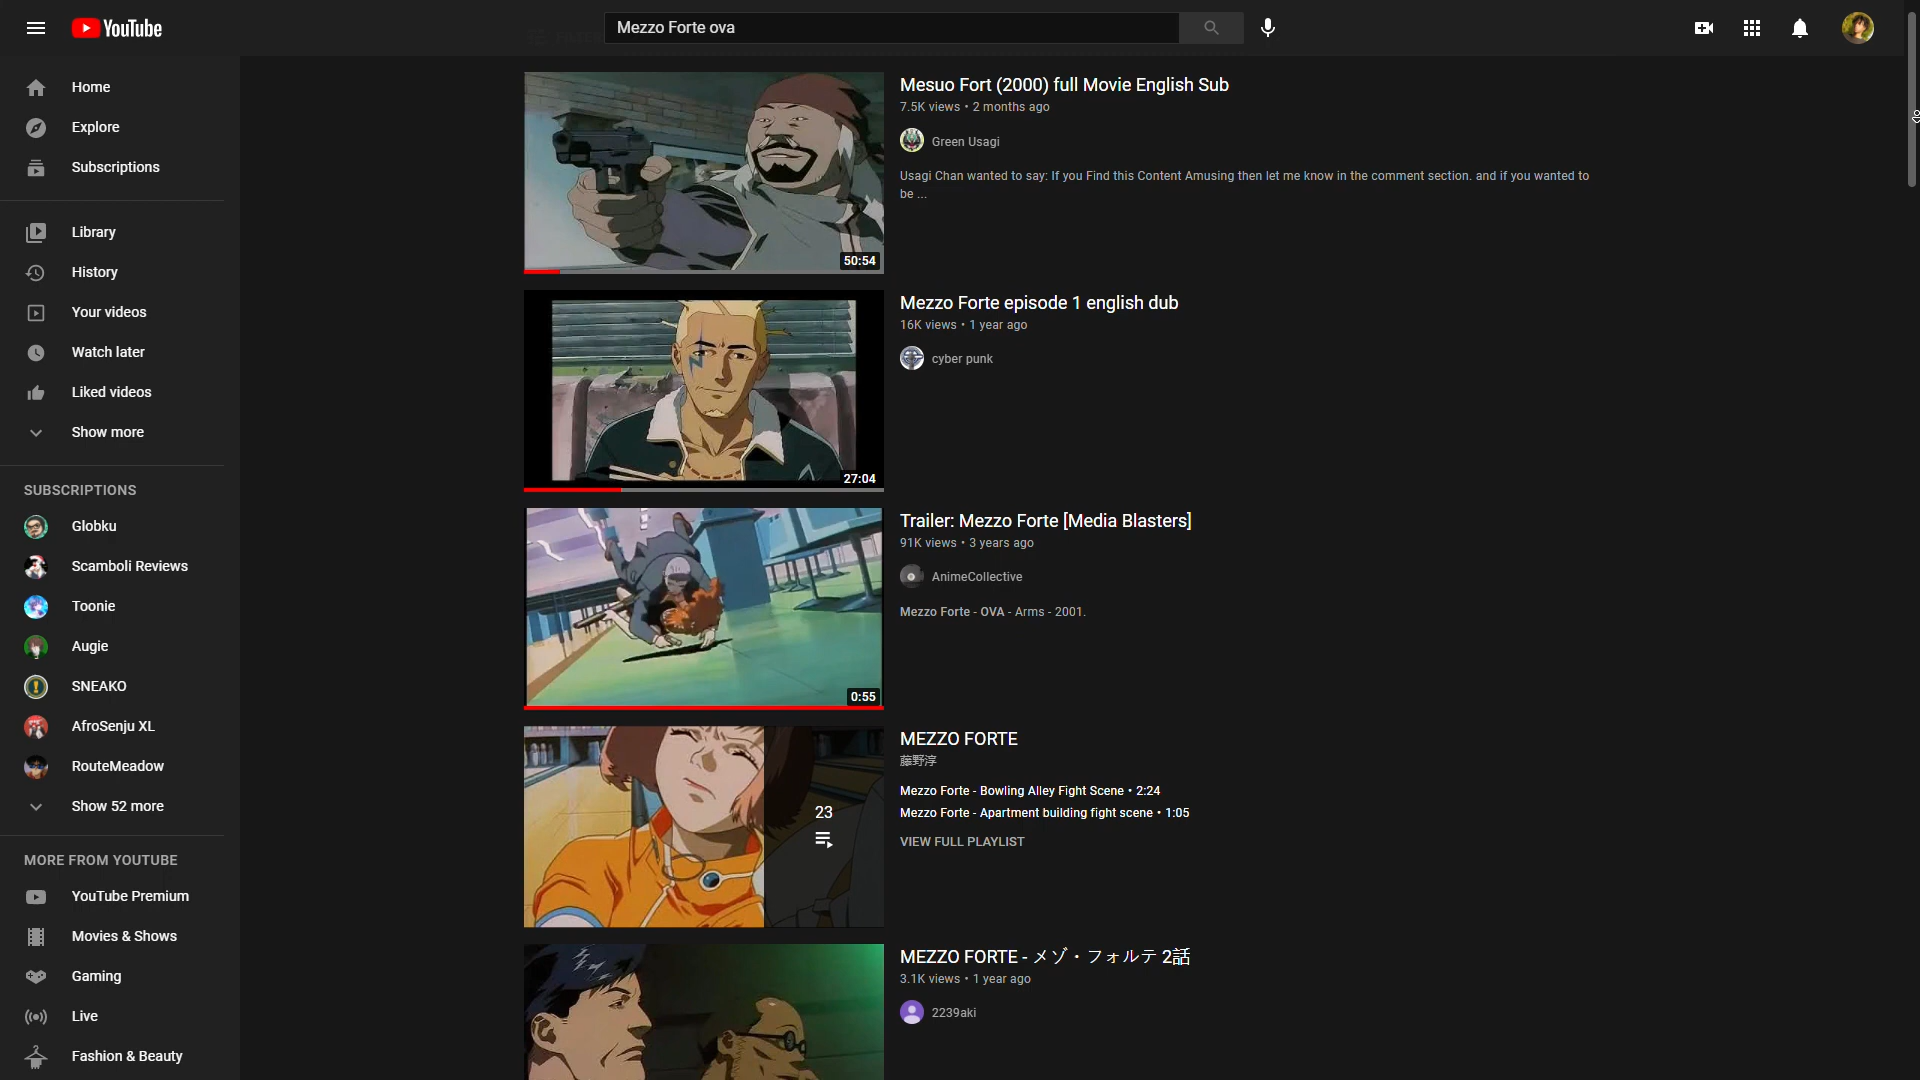 YouTube
Mezzo Forte ova
Home
Explore
Subscriptions
Library
History
Your videos
Watch later
Liked videos
Show more
SUBSCRIPTIONS
Globku
Scamboli Reviews
Toonie
Augie
SNEAKO
AfroSenju XL
RouteMeadow
Show 52 more
MORE FROM YOUTUBE
YouTube Premium
Movies & Shows
Gaming
Live
Fashion & Beauty
50:54
Mesuo Fort (2000) full Movie English Sub
7.5K views • 2 months ago
Green Usagi
Usagi Chan wanted to say: If you Find this Content Amusing then let me know in the comment section. and if you wanted to
be ...
27:04
Mezzo Forte episode 1 english dub
16K views • 1 year ago
cyber punk
0:55
Trailer: Mezzo Forte [Media Blasters]
91K views • 3 years ago
AnimeCollective
Mezzo Forte - OVA - Arms - 2001.
23
MEZZO FORTE
藤野淳
Mezzo Forte - Bowling Alley Fight Scene • 2:24
Mezzo Forte - Apartment building fight scene • 1:05
VIEW FULL PLAYLIST
MEZZO FORTE - メゾ・フォルテ 2話
3.1K views • 1 year ago
2239aki